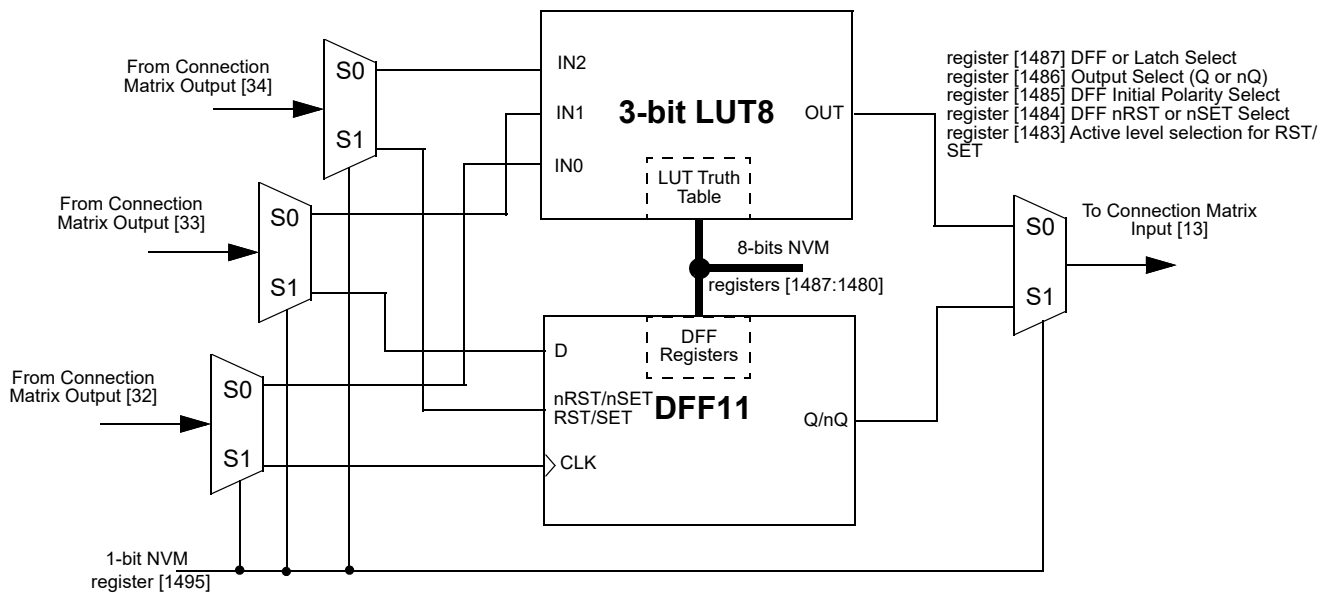 From Connection
Matrix Output [34]
S0
S1
IN2
IN1
IN0
3-bit LUT8
OUT
LUT Truth
Table
register [1487] DFF or Latch Select
register [1486] Output Select (Q or nQ)
register [1485] DFF Initial Polarity Select
register [1484] DFF nRST or nSET Select
register [1483] Active level selection for RST/
SET
From Connection
Matrix Output [33]
S0
S1
8-bits NVM
registers [1487:1480]
S0
S1
To Connection Matrix
Input [13]
From Connection
Matrix Output [32]
S0
S1
D
nRST/nSET
RST/SET
CLK
DFF
Registers
DFF11
Q/nQ
1-bit NVM
register [1495]